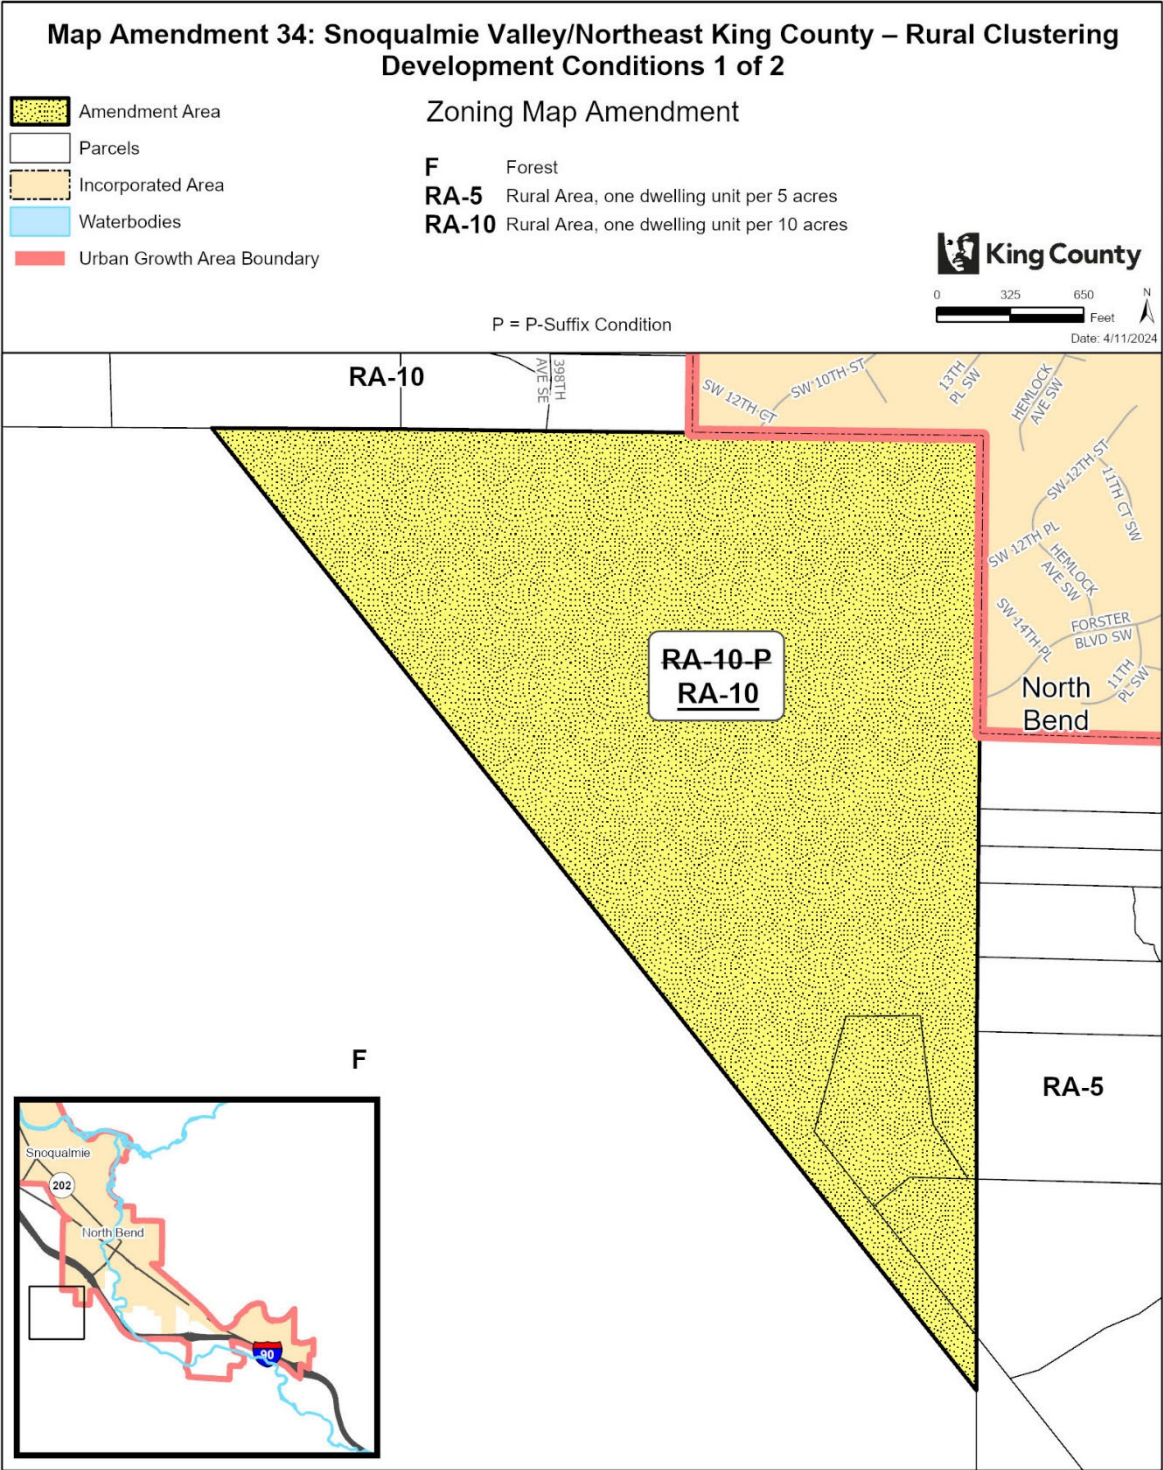 Map Amendment 34: Snoqualmie Valley/Northeast King County – Rural Clustering
Development Conditions 1 of 2
Amendment Area
Parcels
Incorporated Area
Waterbodies
Urban Growth Area Boundary
Zoning Map Amendment
F Forest
RA-5 Rural Area, one dwelling unit per 5 acres
RA-10 Rural Area, one dwelling unit per 10 acres
P = P-Suffix Condition
King County
0 325 650
Feet
N
Date: 4/11/2024
RA-10
398TH
AVE SE
SW 12TH CT
SW 10TH ST
13TH
PL SW
HEMLOCK
AVE SW
SW 12TH ST
11TH CT SW
SW 12TH PL
HEMLOCK
AVE SW
SW 14TH PL
FORSTER
BLVD SW
11TH
PL SW
North
Bend
RA-10-P
RA-10
F
RA-5
Snoqualmie
202
North Bend
90